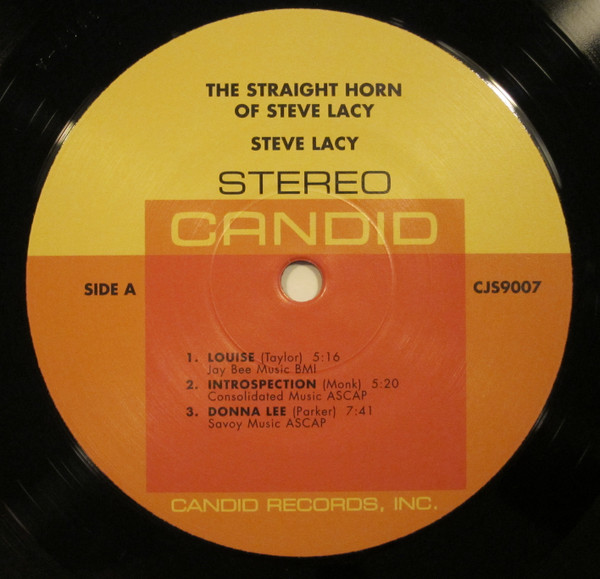 THE STRAIGHT HORN
OF STEVE LACY
STEVE LACY
STEREO
CANDID
SIDE A
CJS9007
1. LOUISE (Taylor) 5:16
Jay Bee Music BMI
2. INTROSPECTION (Monk) 5:20
Consolidated Music ASCAP
3. DONNA LEE (Parker) 7:41
Savoy Music ASCAP
CANDID RECORDS, INC.